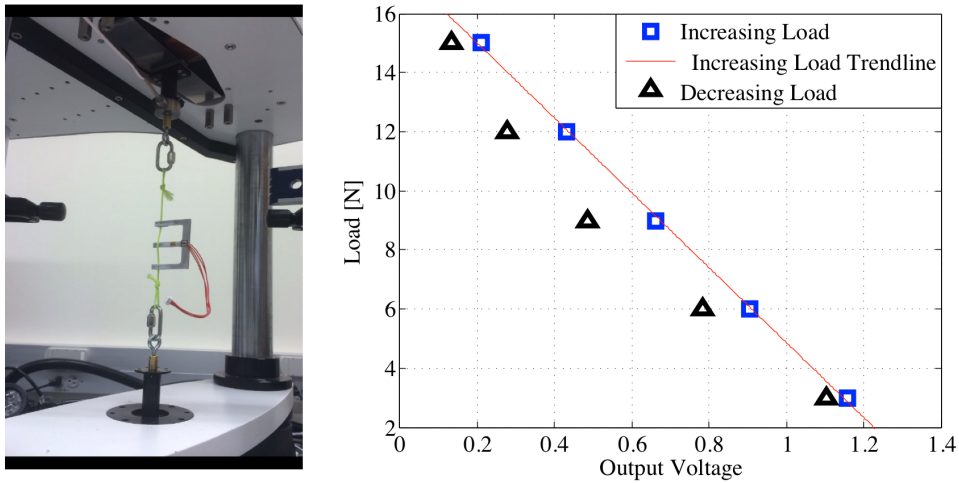 16
14
12
10
8
6
4
2
Load [N]
Increasing Load
Increasing Load Trendline
Decreasing Load
0 0.2 0.4 0.6 0.8 1 1.2 1.4
Output Voltage